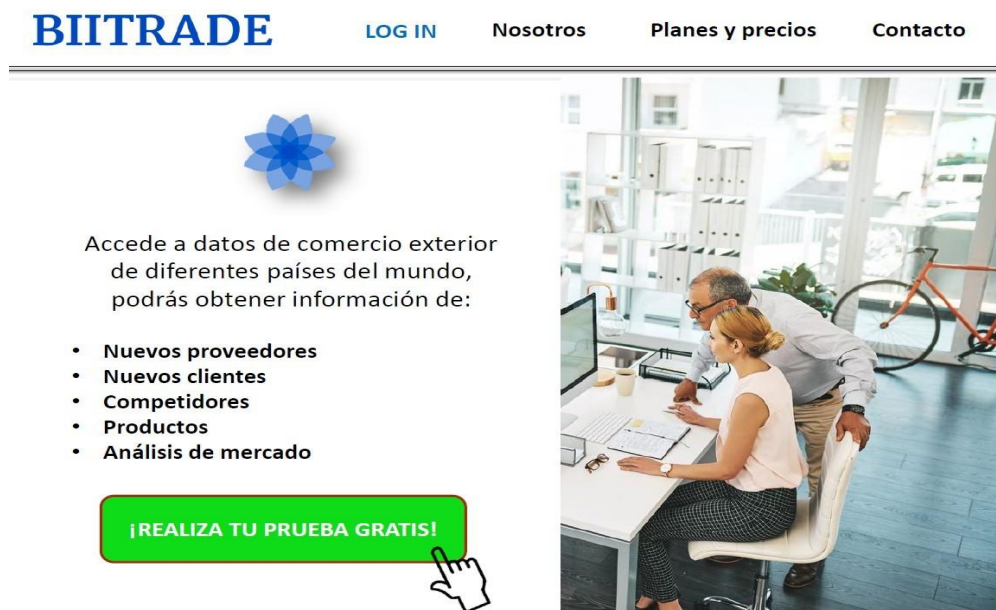 BIITRADE
LOG IN
Nosotros
Planes y precios
Contacto
Accede a datos de comercio exterior
de diferentes países del mundo,
podrás obtener información de:
• Nuevos proveedores
• Nuevos clientes
• Competidores
• Productos
• Análisis de mercado
¡REALIZA TU PRUEBA GRATIS!